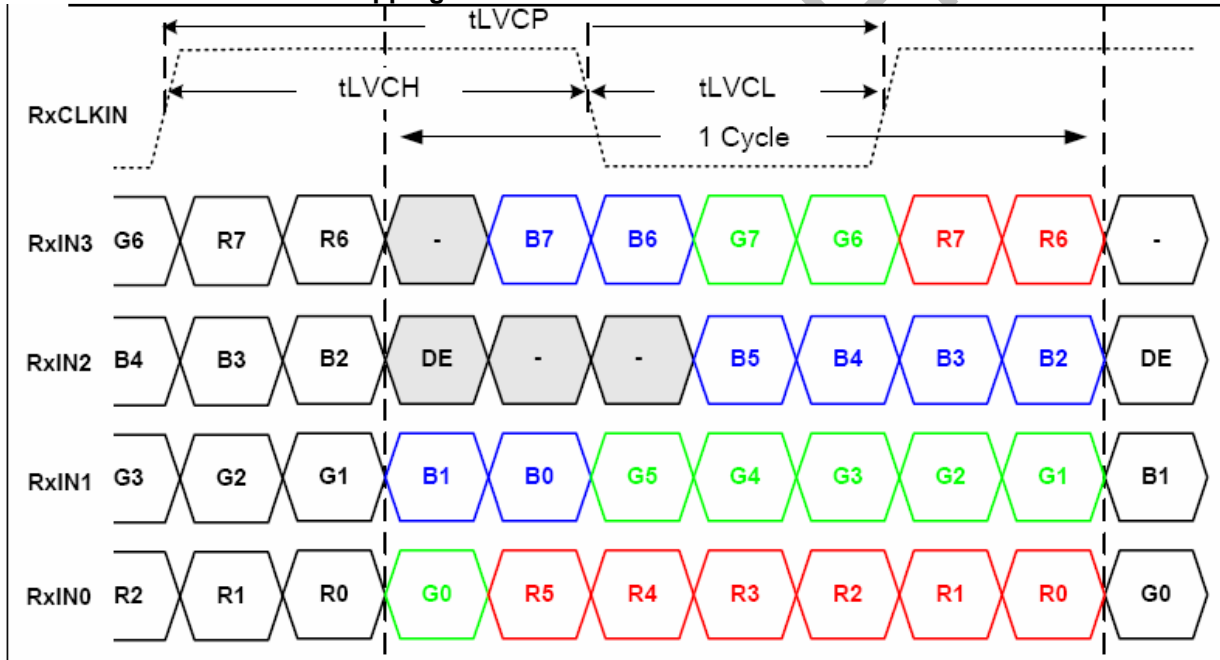 tLVCP
tLVCH tLVCL
RxCLKIN
1 Cycle
RxIN3 G6 R7 R6 - B7 B6 G7 G6 R7 R6 -
RxIN2 B4 B3 B2 DE - - B5 B4 B3 B2 DE
RxIN1 G3 G2 G1 B1 B0 G5 G4 G3 G2 G1 B1
RxIN0 R2 R1 R0 G0 R5 R4 R3 R2 R1 R0 G0